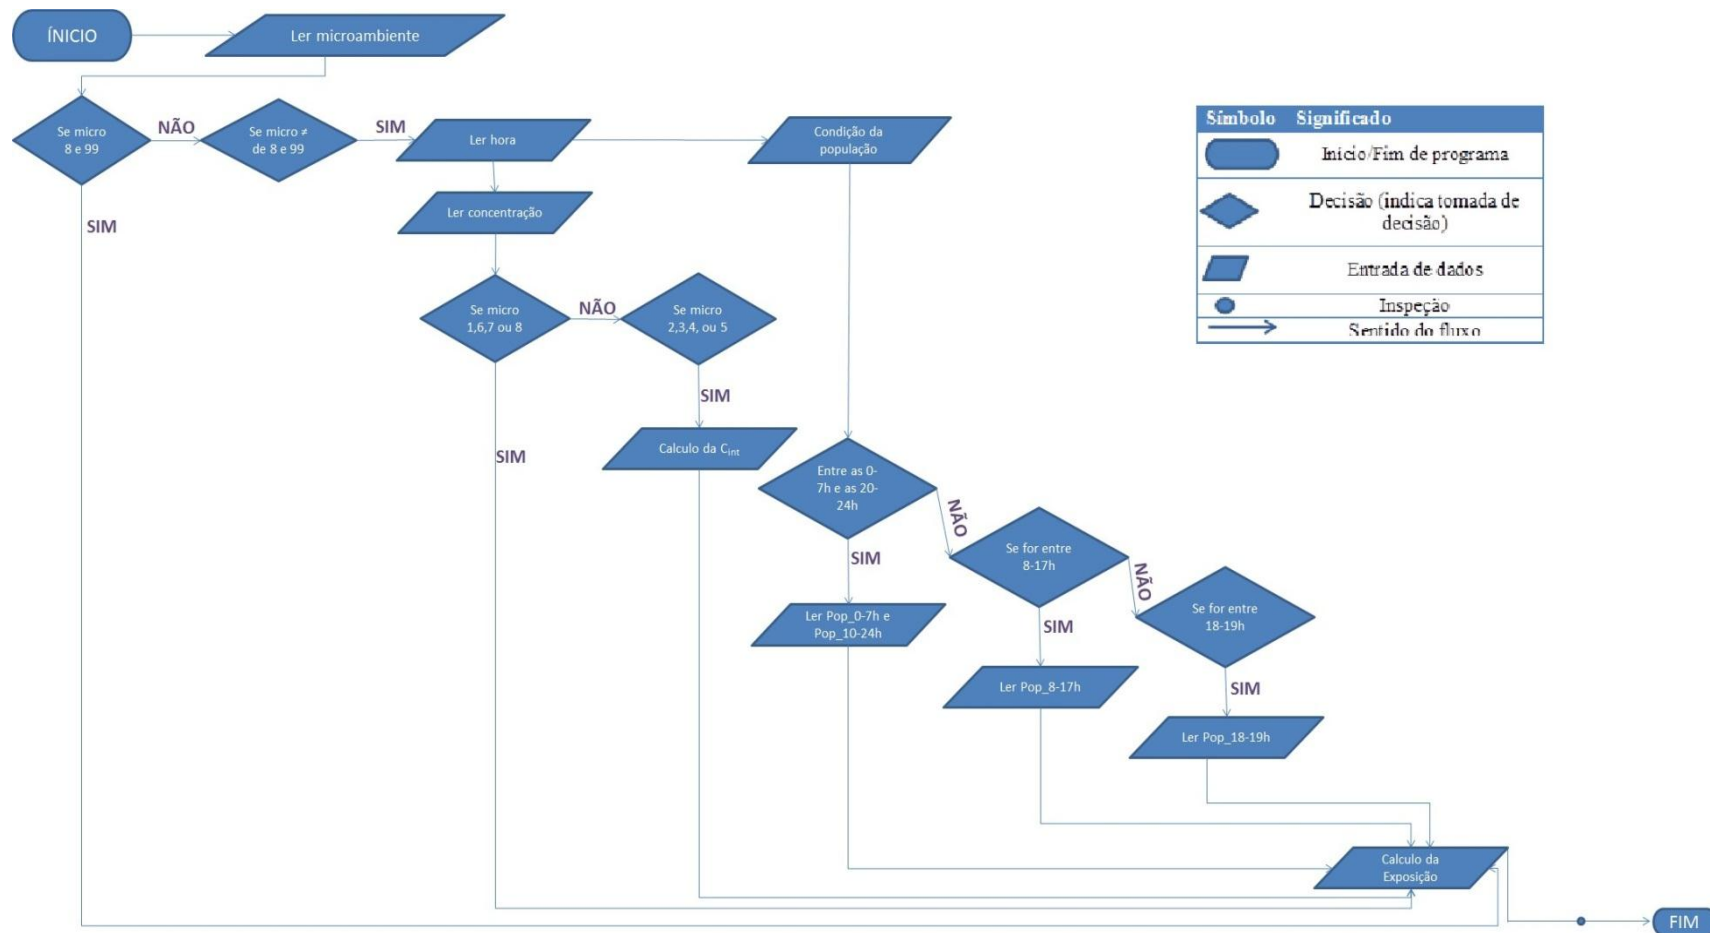 ÍNICIO
Ler microambiente
Se micro
8 e 99
NÃO
Se micro ≠
de 8 e 99
SIM
Ler hora
Condição da
população
SIM
Ler concentração
Se micro
1,6,7 ou 8
NÃO
Se micro
2,3,4, ou 5
SIM
SIM
Calculo da Cint
Entre as 0-
7h e as 20-
24h
NÃO
SIM
Se for entre
8-17h
NÃO
SIM
Se for entre
18-19h
SIM
Ler Pop_0-7h e
Pop_10-24h
Ler Pop_8-17h
Ler Pop_18-19h
Calculo da
Exposição
FIM
Símbolo Significado
Início/Fim de programa
Decisão (indica tomada de
decisão)
Entrada de dados
Inspeção
Sentido do fluxo